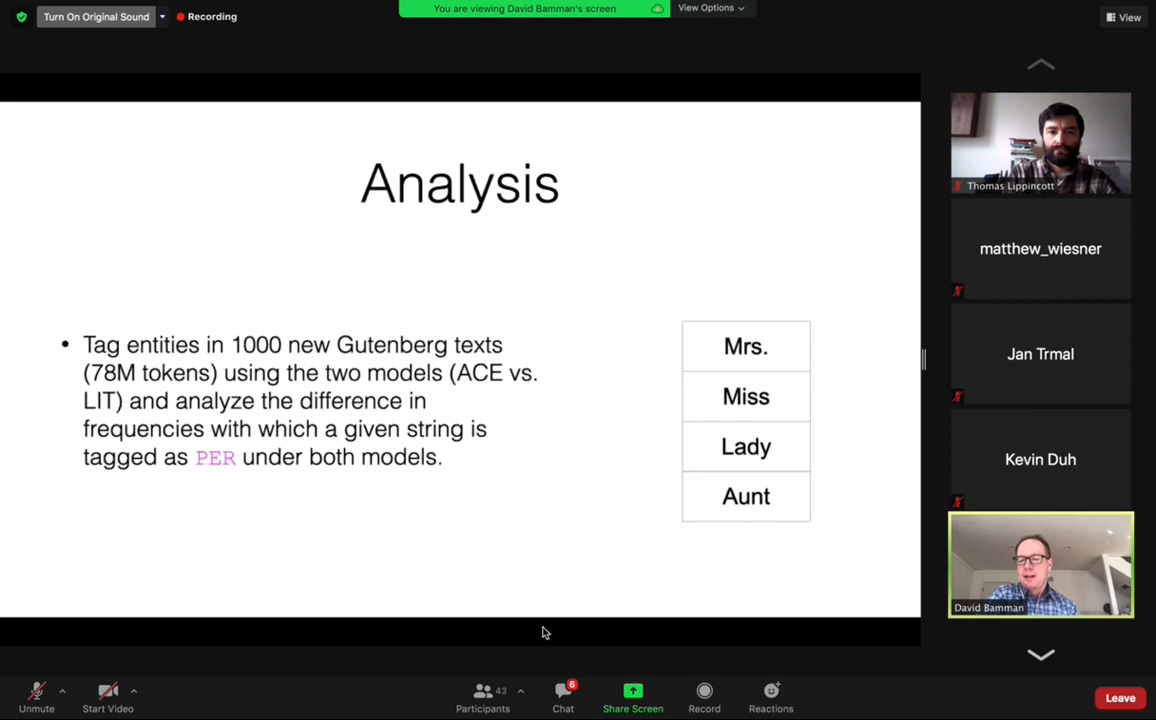 Turn On Original Sound
Recording
You are viewing David Bamman's screen
View Options
View
Analysis
• Tag entities in 1000 new Gutenberg texts
(78M tokens) using the two models (ACE vs.
LIT) and analyze the difference in
frequencies with which a given string is
tagged as PER under both models.
Mrs.
Miss
Lady
Aunt
Thomas Lippincott
matthew_wiesner
Jan Trmal
Kevin Duh
David Bamman
Unmute
Start Video
43
Participants
6
Chat
Share Screen
Record
Reactions
Leave